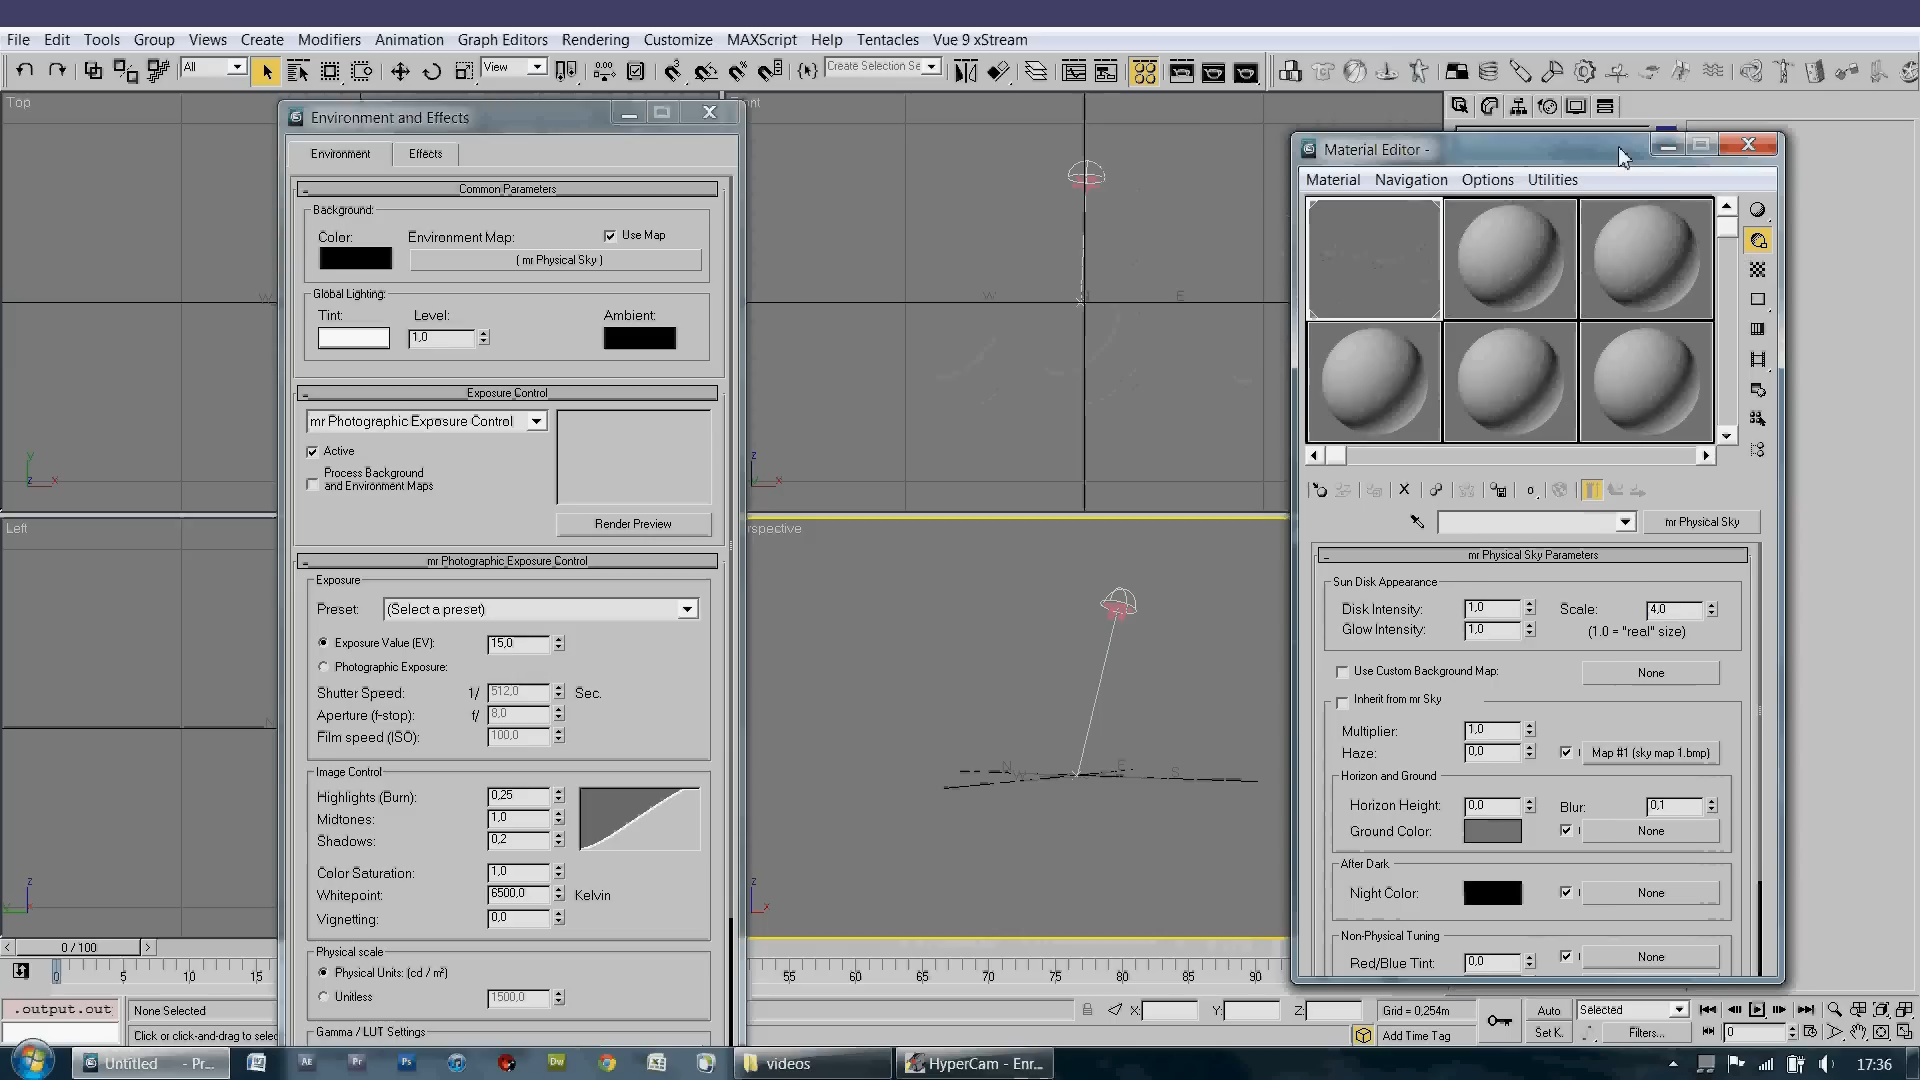 File Edit Tools Group Views Create Modifiers Animation Graph Editors Rendering Customize MAXScript Help Tentacles Vue 9 xStream
All
View
Create Selection Se
Top
Environment and Effects
Environment Effects
Common Parameters
Background:
Color: Environment Map: Use Map
( mr Physical Sky )
Global Lighting:
Tint: Level: Ambient:
1,0
Exposure Control
mr Photographic Exposure Control
Active
Process Background
and Environment Maps
Render Preview
mr Photographic Exposure Control
Exposure
Preset: (Select a preset)
Exposure Value (EV): 15,0
Photographic Exposure:
Shutter Speed: 1/ 512,0 Sec.
Aperture (f-stop): f/ 8,0
Film speed (ISO): 100,0
Image Control
Highlights (Burn): 0,25
Midtones: 1,0
Shadows: 0,2
Color Saturation: 1,0
Whitepoint: 6500,0 Kelvin
Vignetting: 0,0
Physical scale
Physical Units: (cd / m²)
Unitless 1500,0
Gamma / LUT Settings
ront
W E
z x
rspective
N W E S
z x
y z x
Left
N
z y
Material Editor -
Material Navigation Options Utilities
mr Physical Sky
mr Physical Sky Parameters
Sun Disk Appearance
Disk Intensity: 1,0 Scale: 4,0
Glow Intensity: 1,0 (1.0 = "real" size)
Use Custom Background Map: None
Inherit from mr Sky
Multiplier: 1,0
Haze: 0,0 Map #1 (sky map 1.bmp)
Horizon and Ground
Horizon Height: 0,0 Blur: 0,1
Ground Color: None
After Dark
Night Color: None
Non-Physical Tuning
Red/Blue Tint: 0,0 None
0 / 100
0 5 10 15 55 60 65 70 75 80 85 90
.output.out None Selected X: Y: Z: Grid = 0,254m Auto Selected
Click or click-and-drag to selec Add Time Tag Set K. Filters... 0
Untitled - Pr... AE Pr Ps Dw videos HyperCam - Enr... 17:36